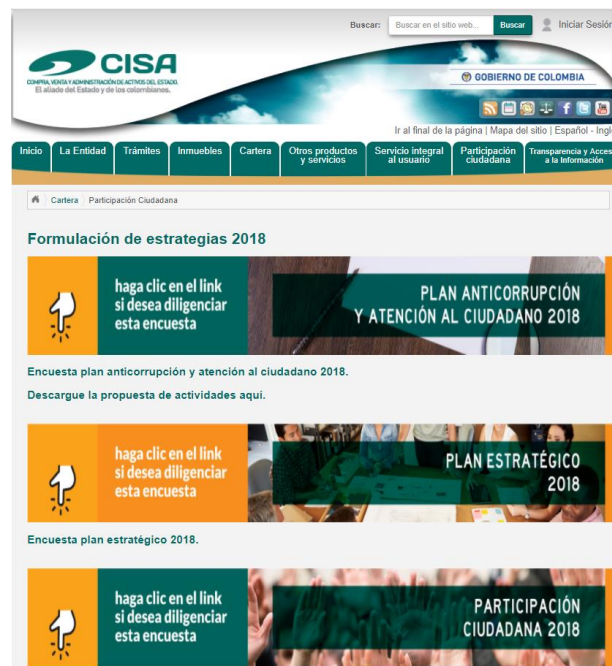 Buscar:
Buscar en el sitio web...
Buscar
Iniciar Sesión
CISA
COMPRA, VENTA Y ADMINISTRACIÓN DE ACTIVOS DEL ESTADO.
El aliado del Estado y de los colombianos.
GOBIERNO DE COLOMBIA
Ir al final de la página | Mapa del sitio | Español - Ingl
Inicio
La Entidad
Trámites
Inmuebles
Cartera
Otros productos
y servicios
Servicio integral
al usuario
Participación
ciudadana
Transparencia y Acces
a la Información
Cartera
Participación Ciudadana
Formulación de estrategias 2018
haga clic en el link
si desea diligenciar
esta encuesta
PLAN ANTICORRUPCIÓN
Y ATENCIÓN AL CIUDADANO 2018
Encuesta plan anticorrupción y atención al ciudadano 2018.
Descargue la propuesta de actividades aquí.
haga clic en el link
si desea diligenciar
esta encuesta
PLAN ESTRATÉGICO
2018
Encuesta plan estratégico 2018.
haga clic en el link
si desea diligenciar
esta encuesta
PARTICIPACIÓN
CIUDADANA 2018